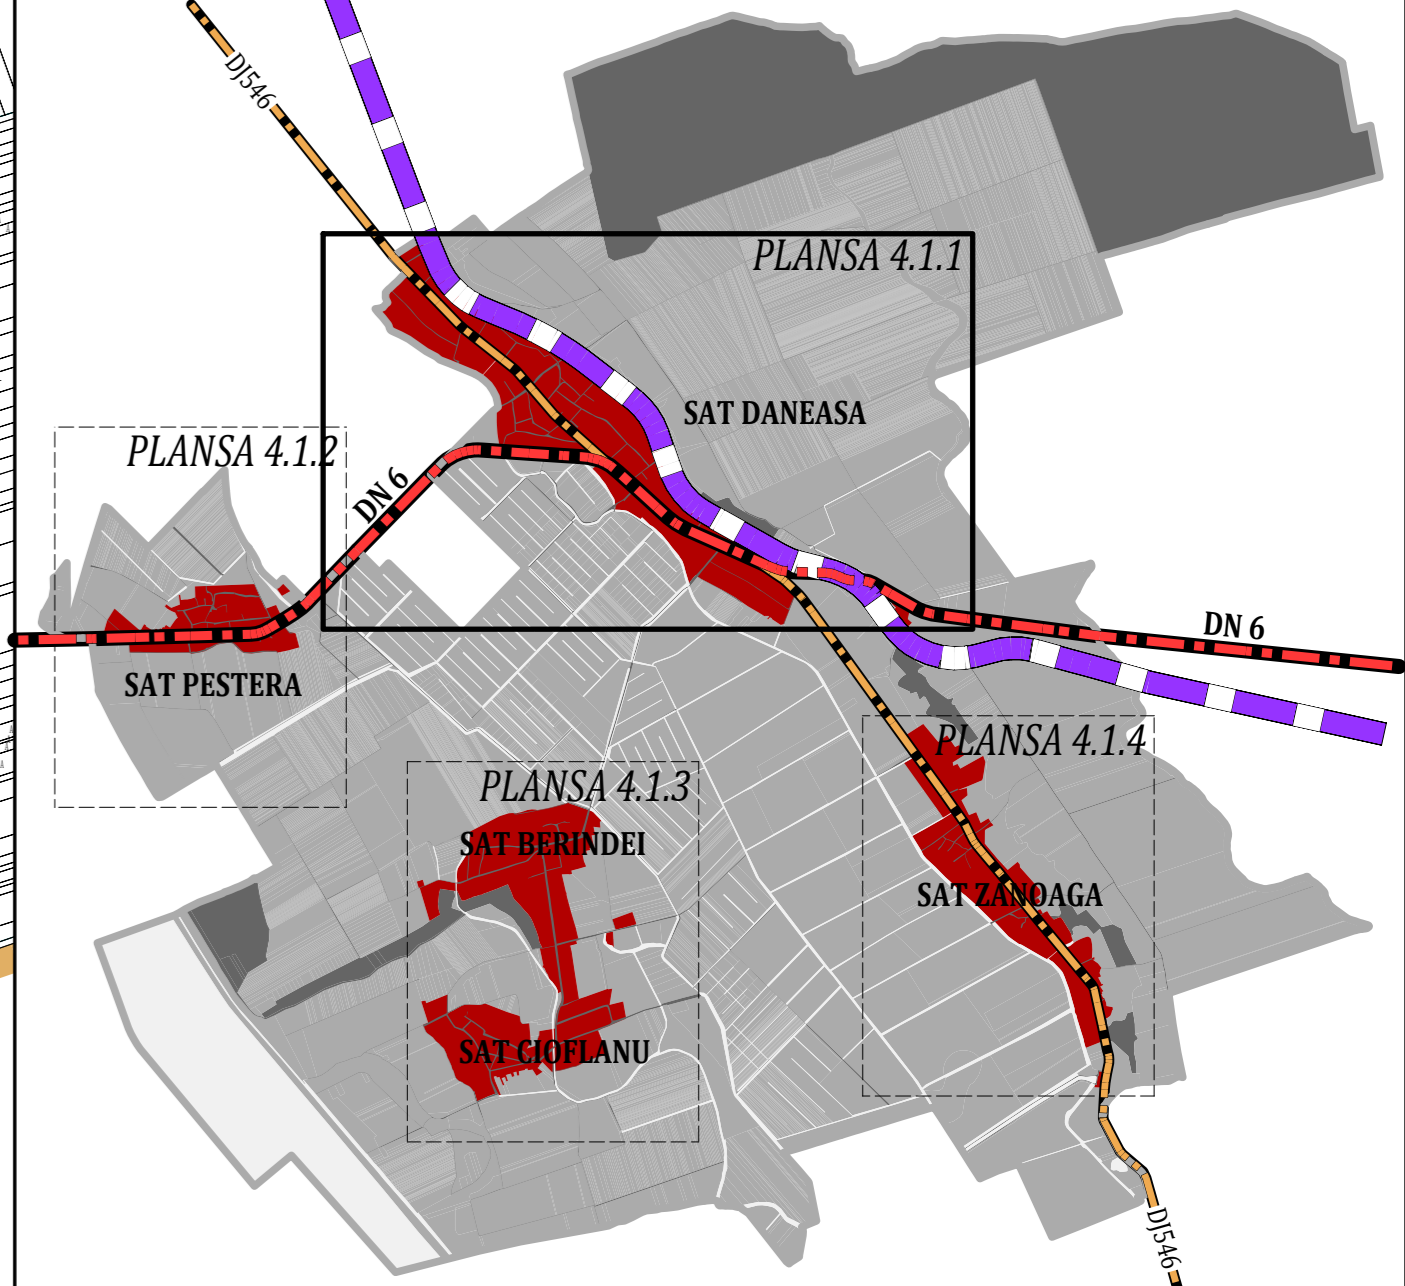 DJ546
PLANSA 4.1.1
SAT DANEASA
PLANSA 4.1.2
DN 6
DN 6
SAT PESTERA
PLANSA 4.1.4
PLANSA 4.1.3
SAT BERINDEI
SAT ZANOAGA
SAT CIOFLANU
DJ546